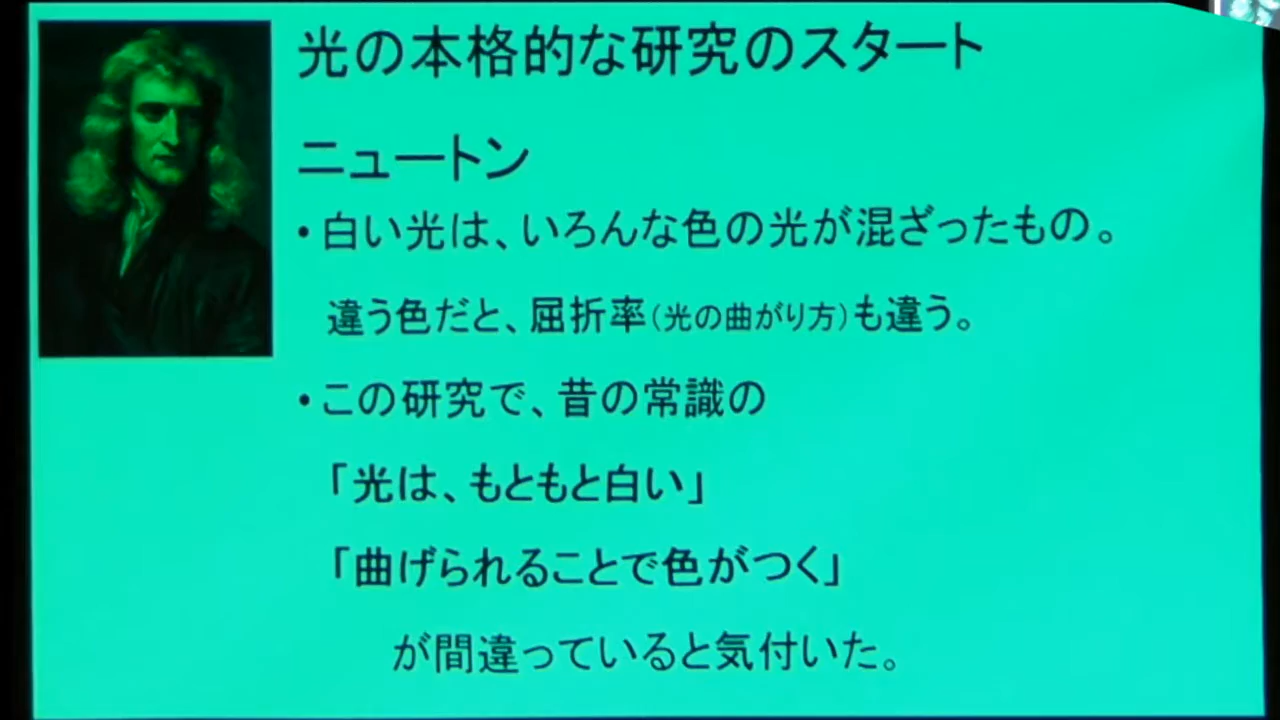 光の本格的な研究のスタート
ニュートン
・白い光は、いろんな色の光が混ざったもの。
違う色だと、屈折率(光の曲がり方)も違う。
・この研究で、昔の常識の
「光は、もともと白い」
「曲げられることで色がつく」
が間違っていると気付いた。